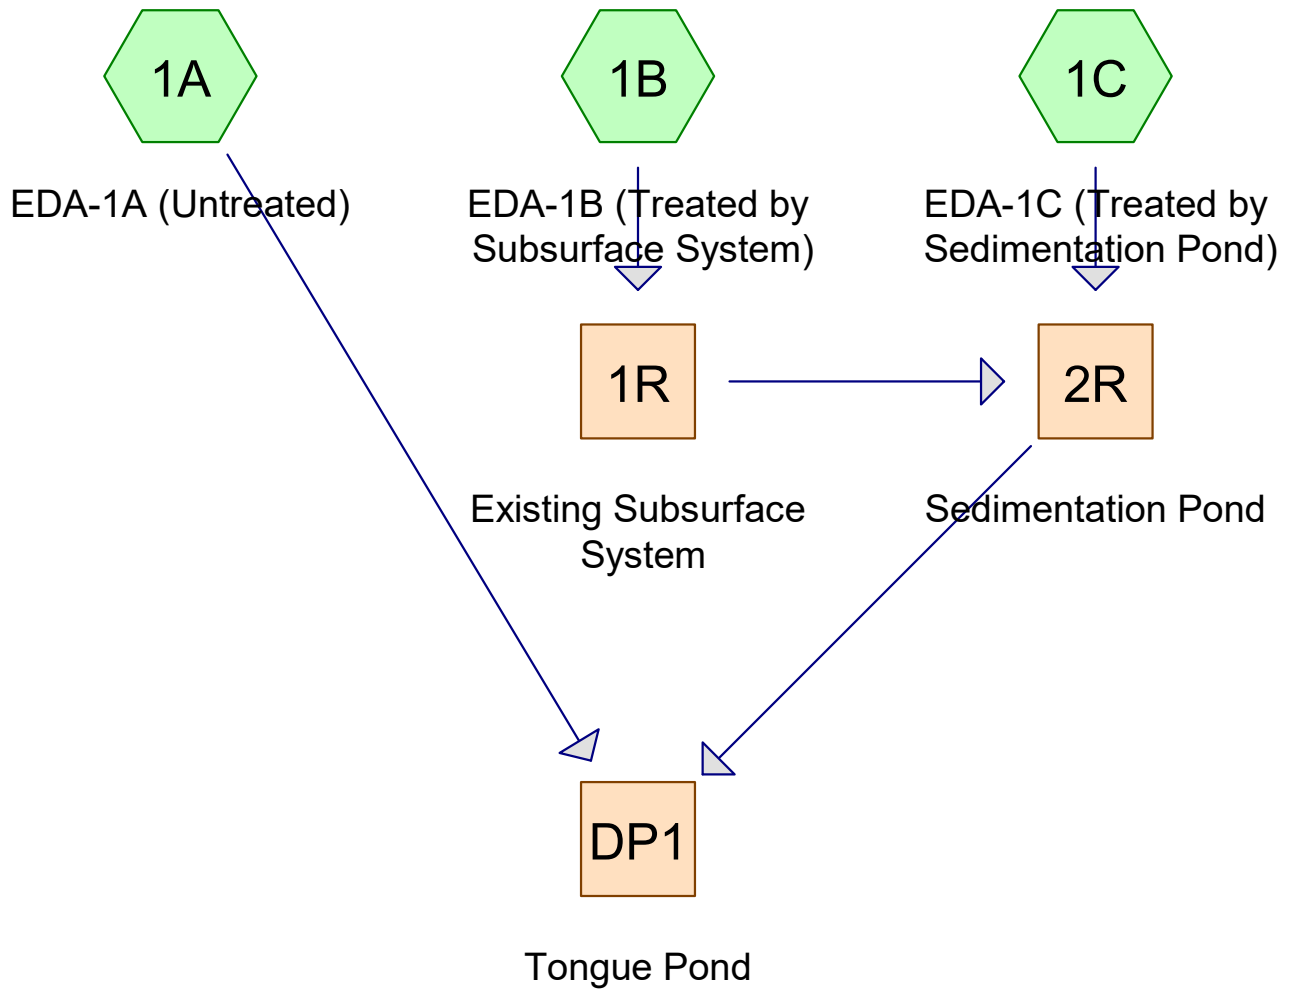 1A
1B
1C
EDA-1A (Untreated)
EDA-1B (Treated by
Subsurface System)
EDA-1C (Treated by
Sedimentation Pond)
1R
2R
Existing Subsurface
System
Sedimentation Pond
DP1
Tongue Pond